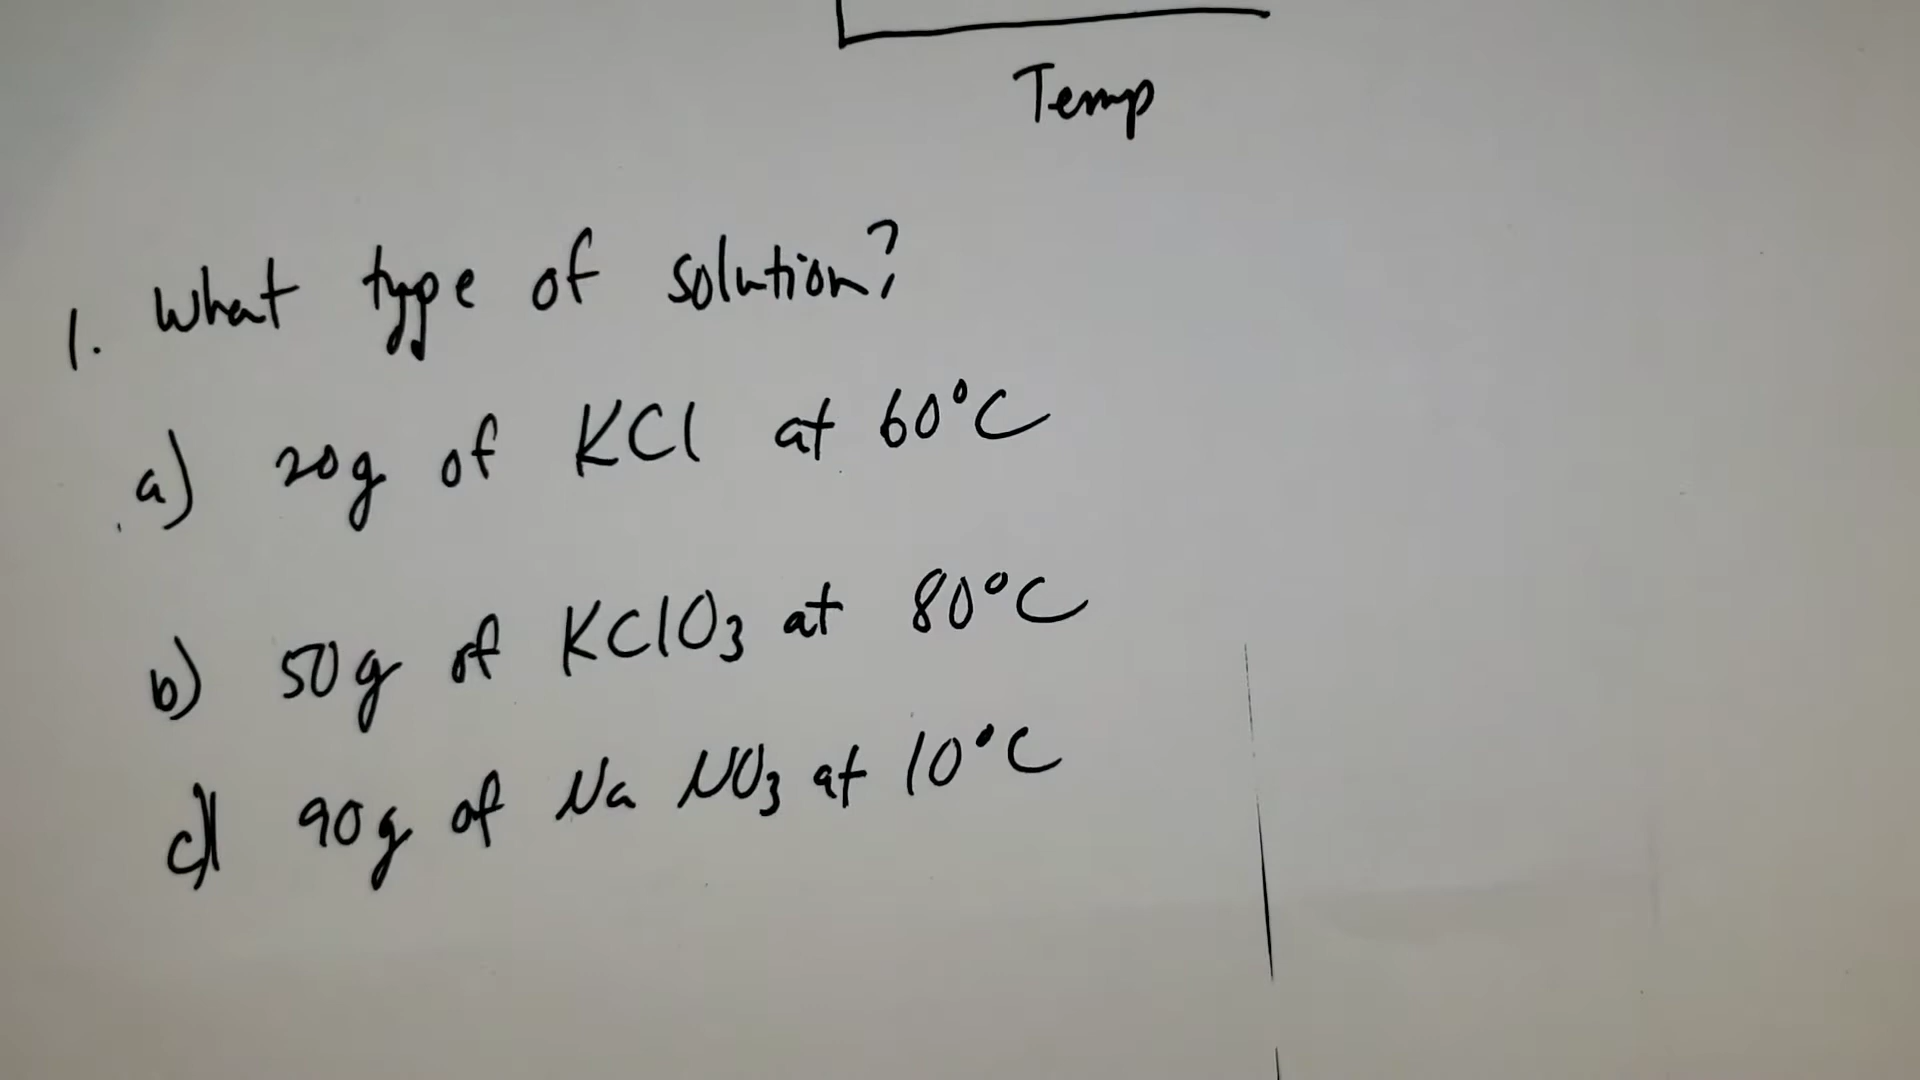 Temp
1. What type of solution?
a) 20g of KCl at 60°C
b) 50g of KClO₃ at 80°C
c) 90g of Na NO₃ at 10°C